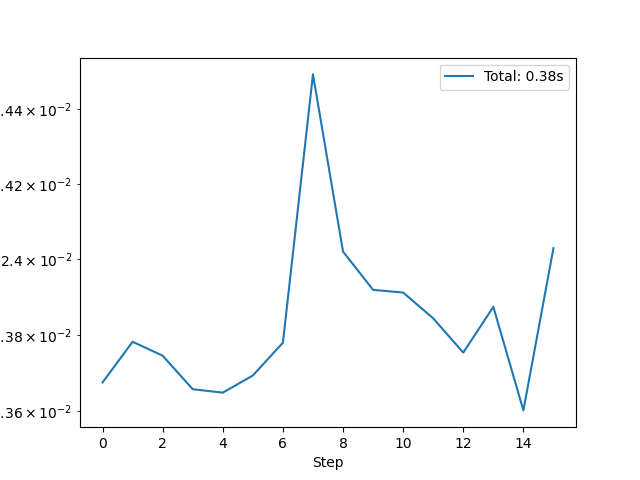 Total: 0.38s
.44 × 10⁻²
.42 × 10⁻²
2.4 × 10⁻²
.38 × 10⁻²
.36 × 10⁻²
0 2 4 6 8 10 12 14
Step